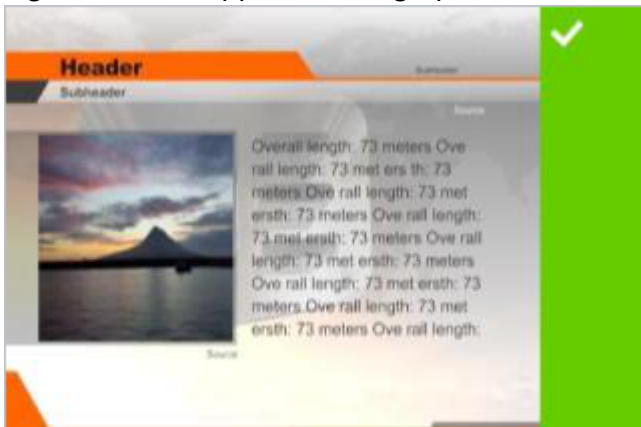 Header
Subheader
Source
Overall length: 73 meters Ove
rall length: 73 met ers th: 73
meters Ove rall length: 73 met
ersth: 73 meters Ove rall length:
73 met ersth: 73 meters Ove rall
length: 73 met ersth: 73 meters
Ove rall length: 73 met ersth: 73
meters Ove rall length: 73 met
ersth: 73 meters Ove rall length:
Source